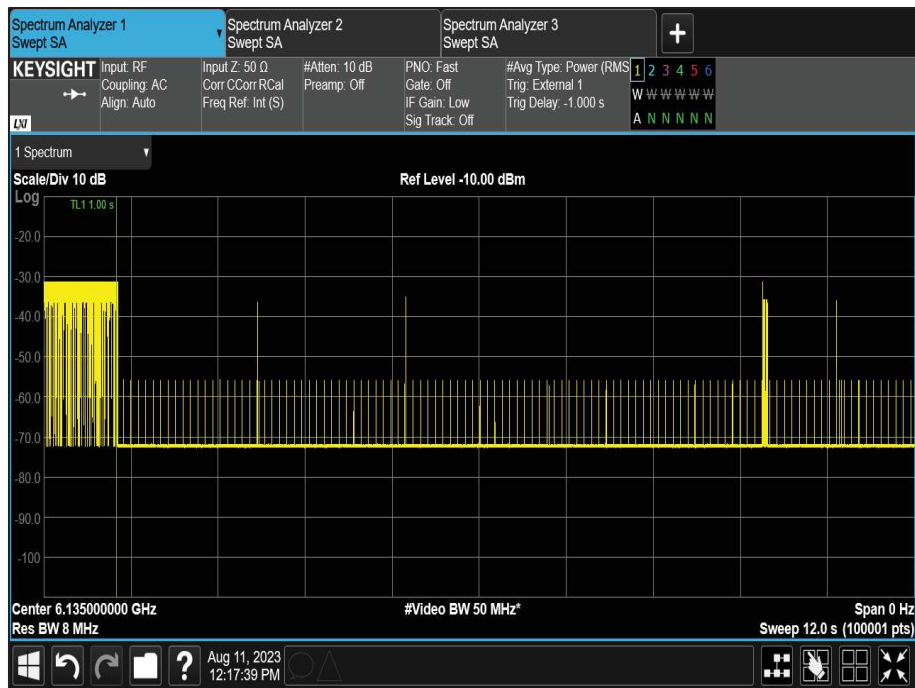 Spectrum Analyzer 1
Swept SA
Spectrum Analyzer 2
Swept SA
Spectrum Analyzer 3
Swept SA
+
KEYSIGHT
LXI
Input: RF
Coupling: AC
Align: Auto
Input Z: 50 Ω
Corr CCorr RCal
Freq Ref: Int (S)
#Atten: 10 dB
Preamp: Off
PNO: Fast
Gate: Off
IF Gain: Low
Sig Track: Off
#Avg Type: Power (RMS
Trig: External 1
Trig Delay: -1.000 s
1 2 3 4 5 6
W W W W W W
A N N N N N
1 Spectrum
Scale/Div 10 dB
Ref Level -10.00 dBm
Log
TL1 1.00 s
-20.0
-30.0
-40.0
-50.0
-60.0
-70.0
-80.0
-90.0
-100
Center 6.135000000 GHz
#Video BW 50 MHz*
Span 0 Hz
Res BW 8 MHz
Sweep 12.0 s (100001 pts)
?
Aug 11, 2023
12:17:39 PM